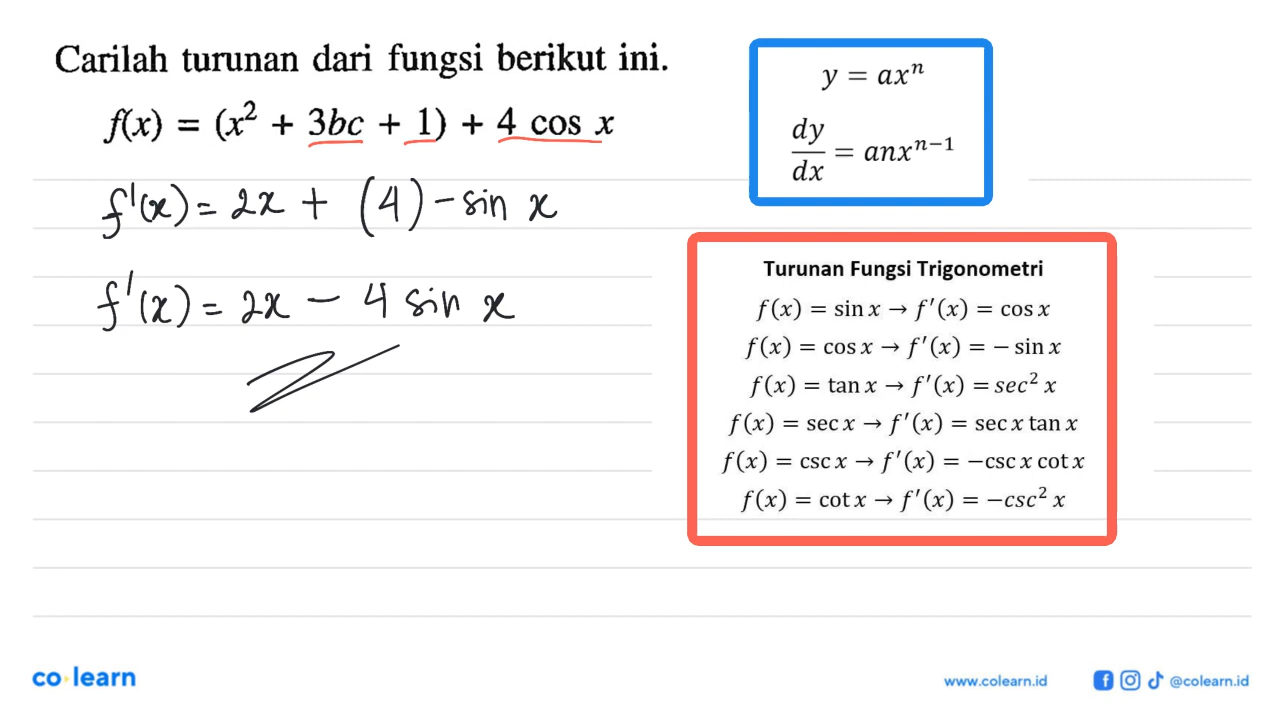 Carilah turunan dari fungsi berikut ini.
f(x) = (x² + 3bc + 1) + 4 cos x
f'(x) = 2x + (4) - sin x
f'(x) = 2x - 4 sin x
y = axⁿ
dy/dx = anxⁿ⁻¹
Turunan Fungsi Trigonometri
f(x) = sin x → f'(x) = cos x
f(x) = cos x → f'(x) = − sin x
f(x) = tan x → f'(x) = sec² x
f(x) = sec x → f'(x) = sec x tan x
f(x) = csc x → f'(x) = −csc x cot x
f(x) = cot x → f'(x) = −csc² x
co learn
www.colearn.id
@colearn.id